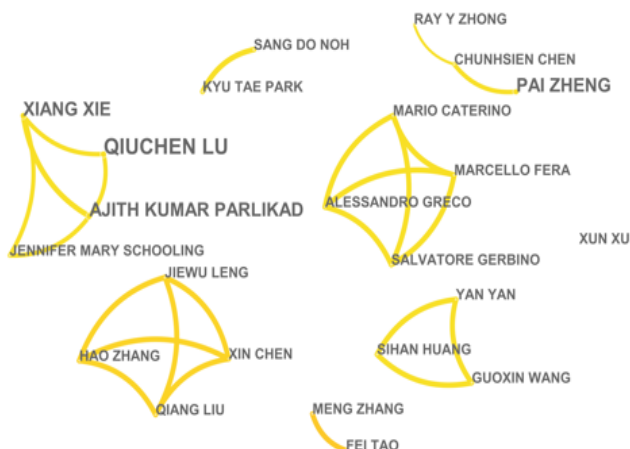 RAY Y ZHONG
SANG DO NOH
CHUNHSIEN CHEN
KYU TAE PARK
PAI ZHENG
XIANG XIE
MARIO CATERINO
QIUCHEN LU
MARCELLO FERA
AJITH KUMAR PARLIKAD
ALESSANDRO GRECO
XUN XU
JENNIFER MARY SCHOOLING
SALVATORE GERBINO
JIEWU LENG
YAN YAN
HAO ZHANG
XIN CHEN
SIHAN HUANG
GUOXIN WANG
QIANG LIU
MENG ZHANG
FEI TAO